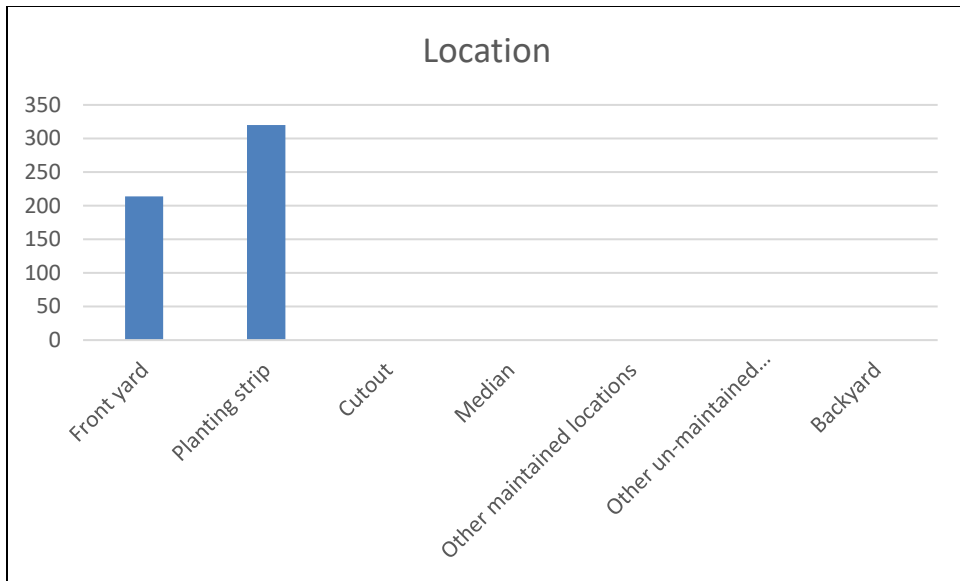 Location
350
300
250
200
150
100
50
0
Front yard
Planting strip
Cutout
Median
Other maintained locations
Other un-maintained...
Backyard